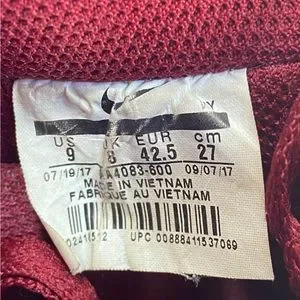 US UK EUR cm
9 8 42.5 27
07/19/17 AA4083-600 09/07/17
MADE IN VIETNAM
FABRIQUE AU VIETNAM
UPC 00888411537069